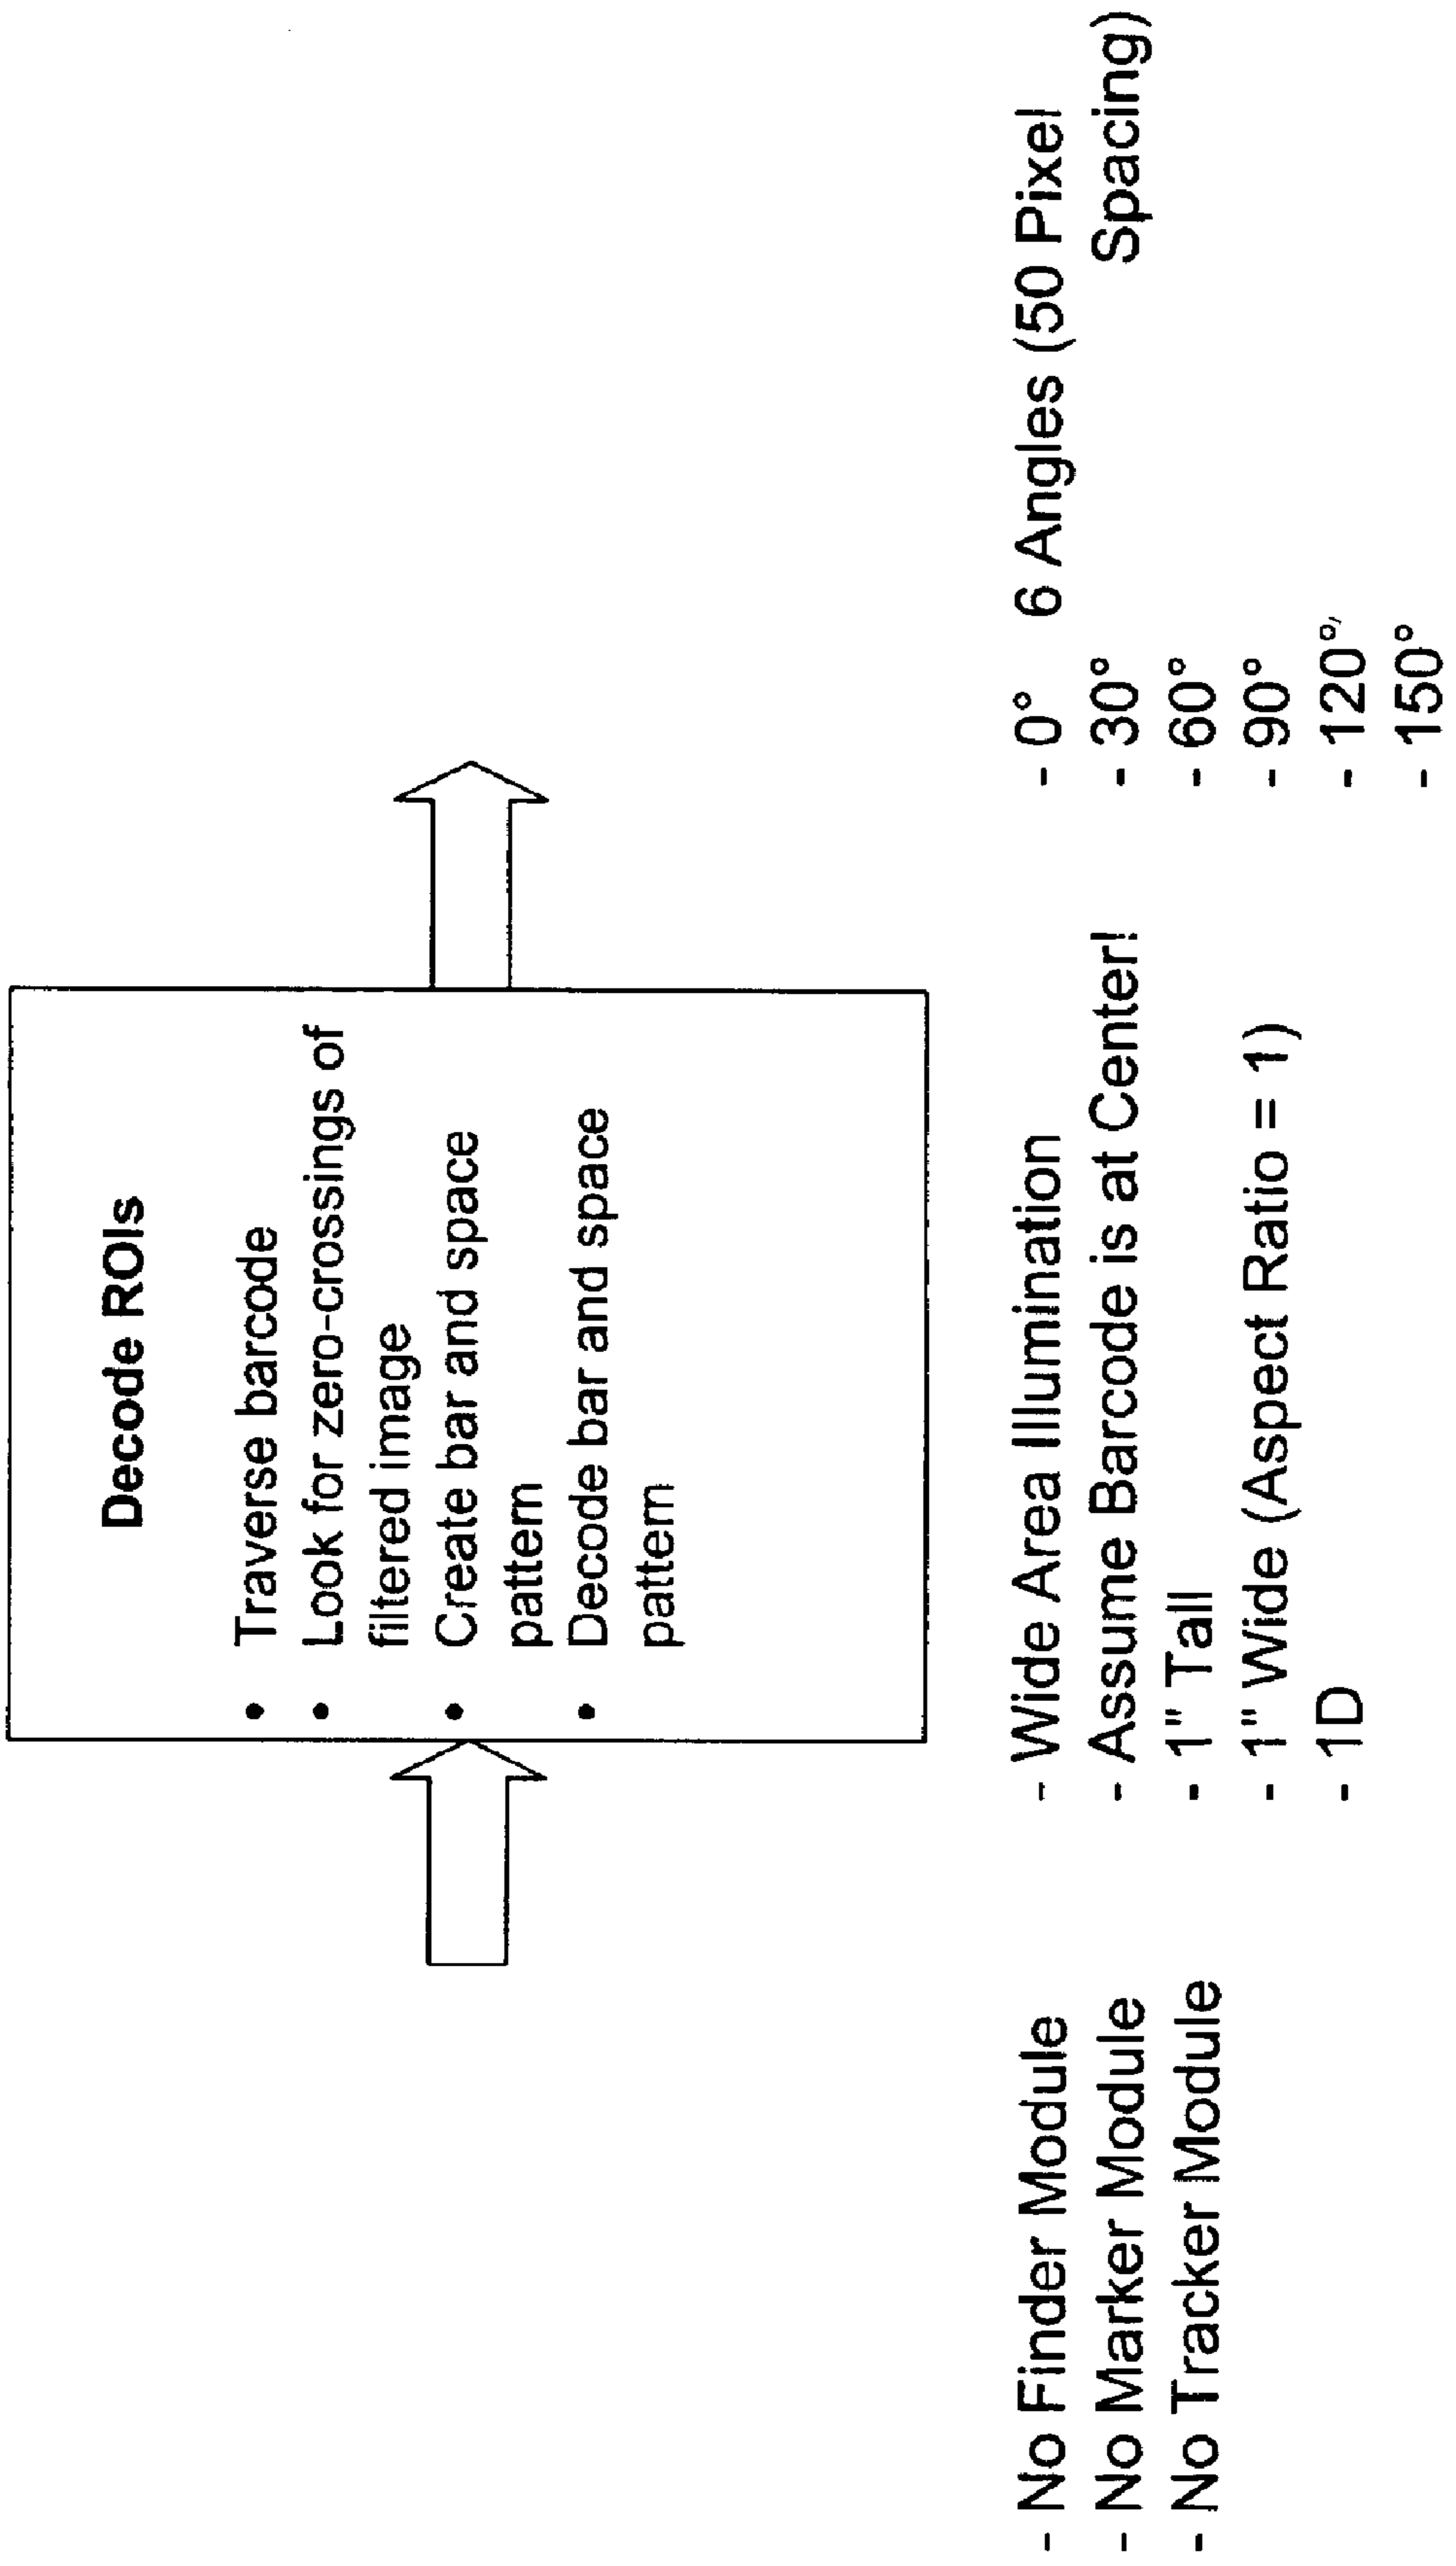 Decode ROIs
• Traverse barcode
• Look for zero-crossings of
filtered image
• Create bar and space
pattern
• Decode bar and space
pattern
- No Finder Module
- No Marker Module
- No Tracker Module
- Wide Area Illumination
- Assume Barcode is at Center!
- 1" Tall
- 1" Wide (Aspect Ratio = 1)
- 1D
- 0° 6 Angles (50 Pixel
- 30° Spacing)
- 60°
- 90°
- 120°
- 150°